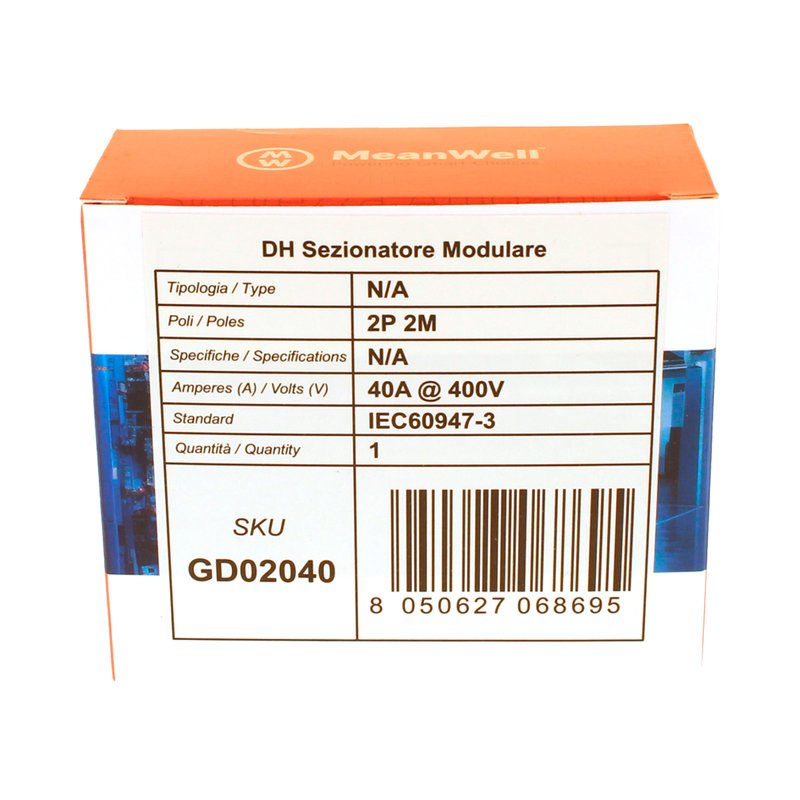 MW MeanWell
DH Sezionatore Modulare
Tipologia / Type N/A
Poli / Poles 2P 2M
Specifiche / Specifications N/A
Amperes (A) / Volts (V) 40A @ 400V
Standard IEC60947-3
Quantità / Quantity 1
SKU
GD02040
8 050627 068695